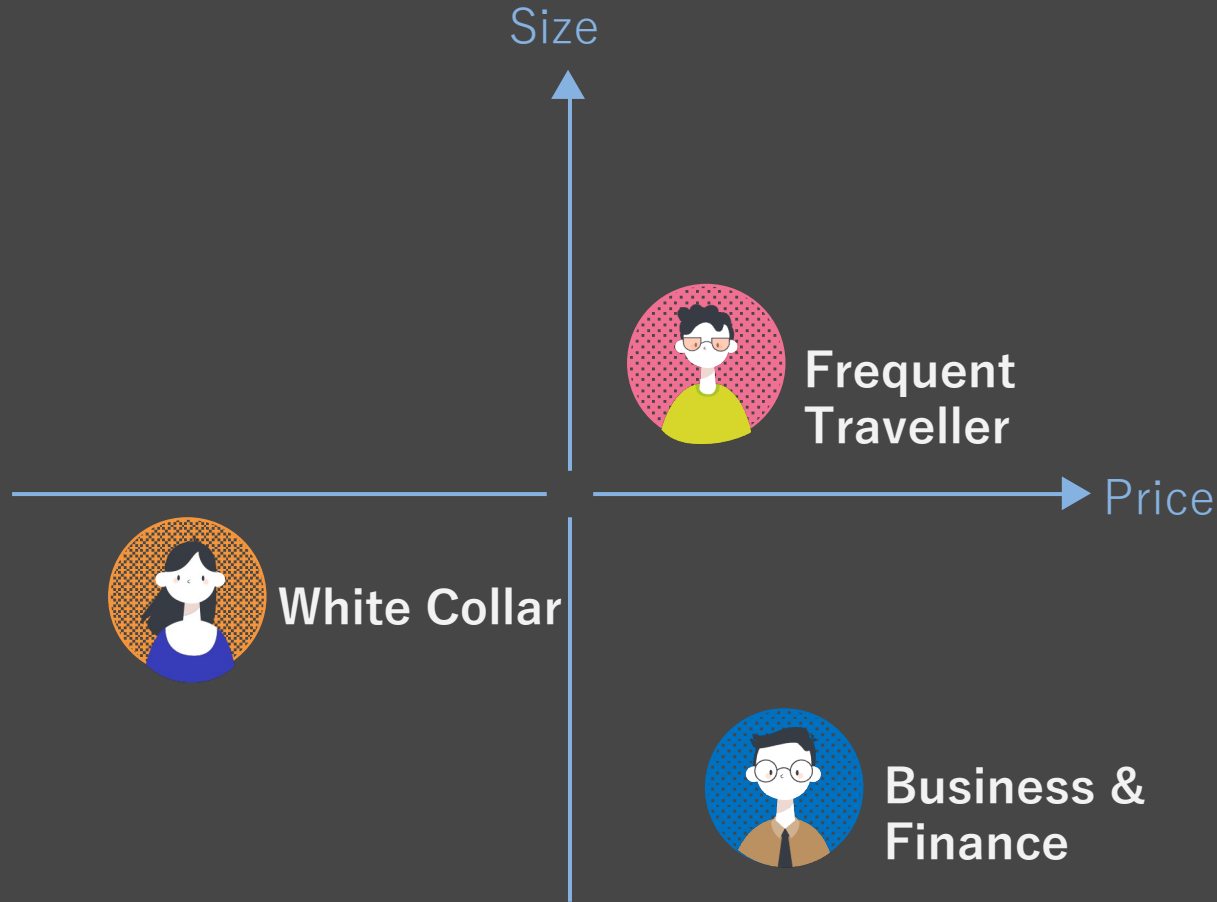 Size
Frequent
Traveller
Price
White Collar
Business &
Finance